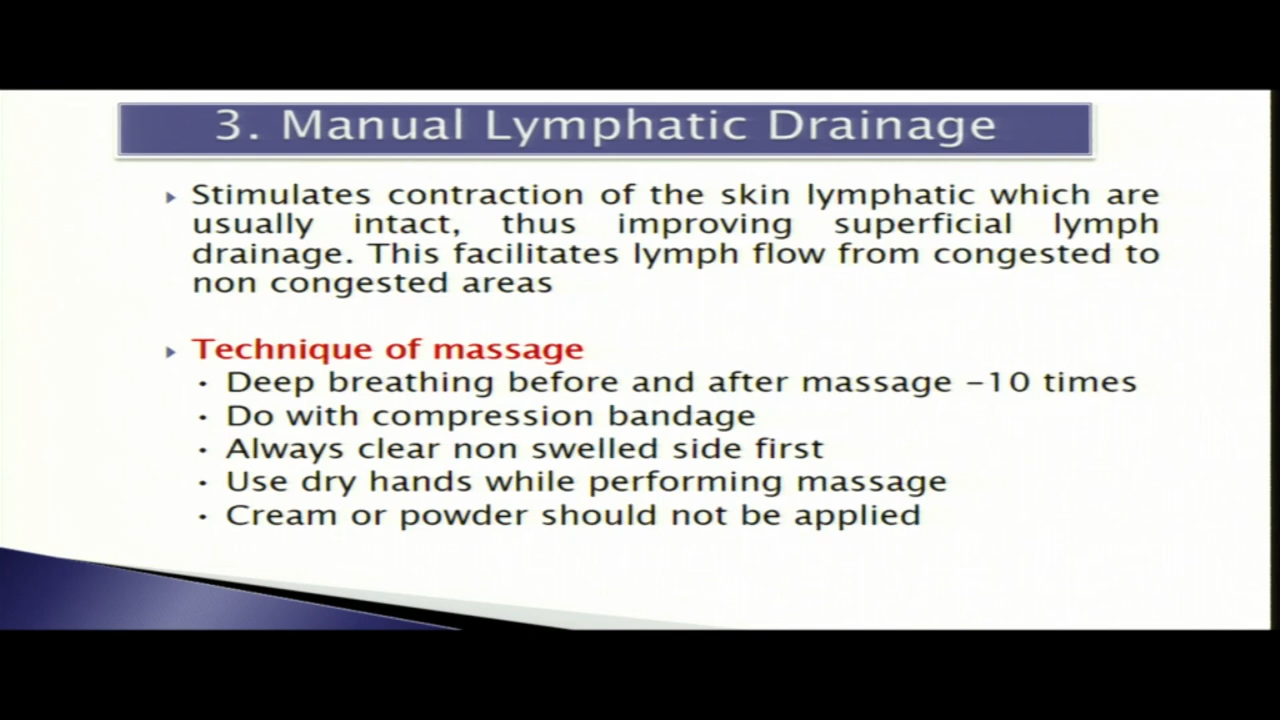 3. Manual Lymphatic Drainage
Stimulates contraction of the skin lymphatic which are
usually intact, thus improving superficial lymph
drainage. This facilitates lymph flow from congested to
non congested areas
Technique of massage
• Deep breathing before and after massage –10 times
• Do with compression bandage
• Always clear non swelled side first
• Use dry hands while performing massage
• Cream or powder should not be applied